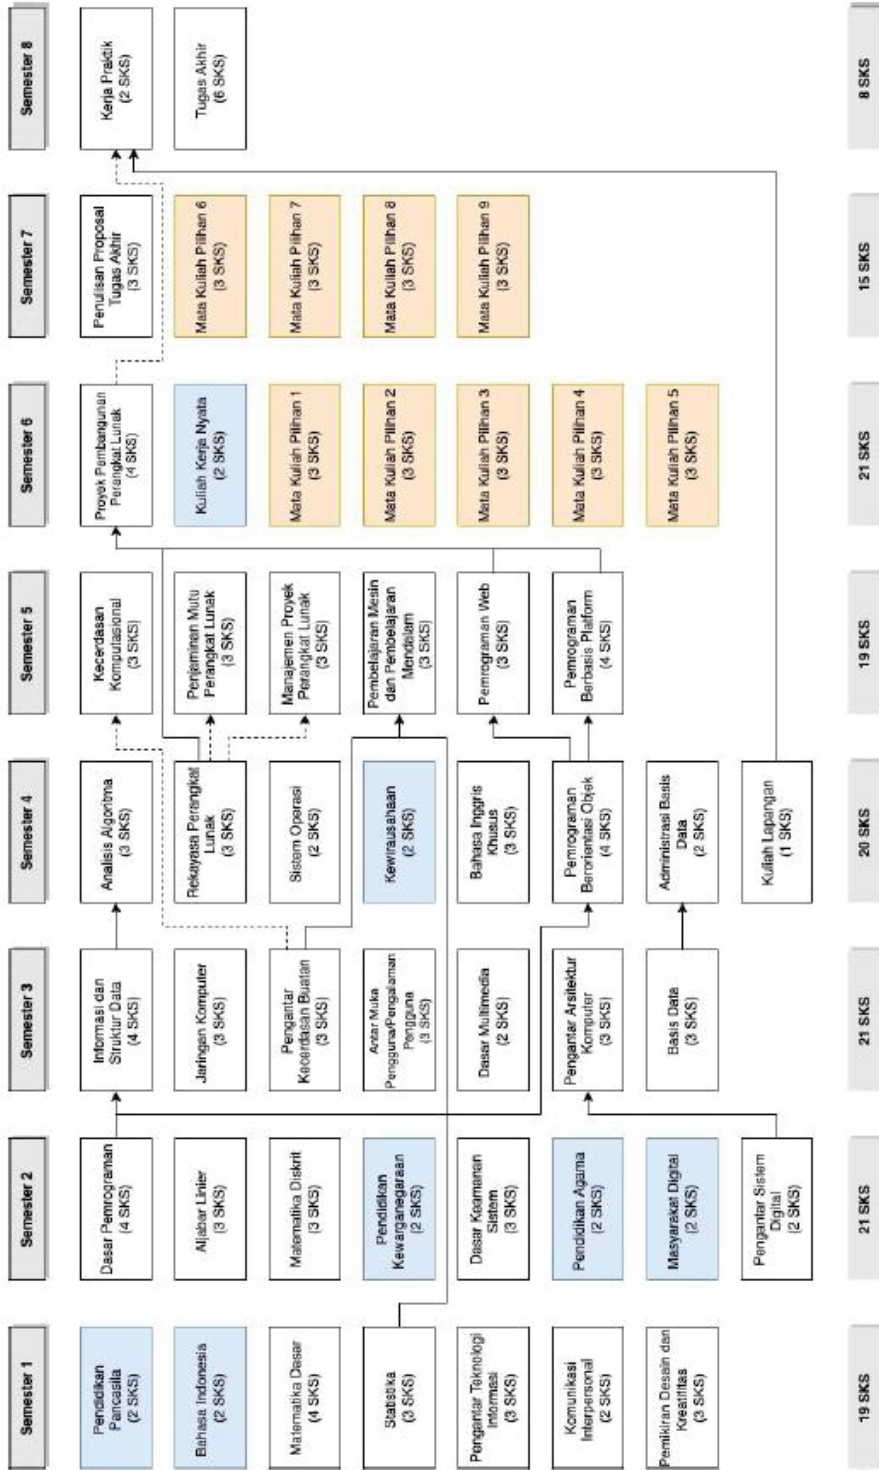 Semester 1
Pendidikan
Pancasila
(2 SKS)
Bahasa Indonesia
(2 SKS)
Matematika Dasar
(4 SKS)
Statistika
(3 SKS)
Pengantar Teknologi
Informasi
(3 SKS)
Komunikasi
Interpersonal
(2 SKS)
Pemikiran Desain dan
Kreatifitas
(3 SKS)
19 SKS
Semester 2
Dasar Pemrograman
(4 SKS)
Aljabar Linier
(3 SKS)
Matematika Diskrit
(3 SKS)
Pendidikan
Kewarganegaraan
(2 SKS)
Dasar Keamanan
Sistem
(3 SKS)
Pendidikan Agama
(2 SKS)
Masyarakat Digital
(2 SKS)
Pengantar Sistem
Digital
(2 SKS)
21 SKS
Semester 3
Informasi dan
Struktur Data
(4 SKS)
Jaringan Komputer
(3 SKS)
Pengantar
Kecerdasan Buatan
(3 SKS)
Antar Muka
Pengguna/Pengalaman
Pengguna
(3 SKS)
Dasar Multimedia
(2 SKS)
Pengantar Arsitektur
Komputer
(3 SKS)
Basis Data
(3 SKS)
21 SKS
Semester 4
Analisis Algoritma
(3 SKS)
Rekayasa Perangkat
Lunak
(3 SKS)
Sistem Operasi
(2 SKS)
Kewirausahaan
(2 SKS)
Bahasa Inggris
Khusus
(3 SKS)
Pemrograman
Berorientasi Objek
(4 SKS)
Administrasi Basis
Data
(2 SKS)
Kuliah Lapangan
(1 SKS)
20 SKS
Semester 5
Kecerdasan
Komputasional
(3 SKS)
Penjaminan Mutu
Perangkat Lunak
(3 SKS)
Manajemen Proyek
Perangkat Lunak
(3 SKS)
Pembelajaran Mesin
dan Pembelajaran
Mendalam
(3 SKS)
Pemrograman Web
(3 SKS)
Pemrograman
Berbasis Platform
(4 SKS)
19 SKS
Semester 6
Proyek Pembangunan
Perangkat Lunak
(4 SKS)
Kuliah Kerja Nyata
(2 SKS)
Mata Kuliah Pilihan 1
(3 SKS)
Mata Kuliah Pilihan 2
(3 SKS)
Mata Kuliah Pilihan 3
(3 SKS)
Mata Kuliah Pilihan 4
(3 SKS)
Mata Kuliah Pilihan 5
(3 SKS)
21 SKS
Semester 7
Penulisan Proposal
Tugas Akhir
(3 SKS)
Mata Kuliah Pilihan 6
(3 SKS)
Mata Kuliah Pilihan 7
(3 SKS)
Mata Kuliah Pilihan 8
(3 SKS)
Mata Kuliah Pilihan 9
(3 SKS)
15 SKS
Semester 8
Kerja Praktik
(2 SKS)
Tugas Akhir
(6 SKS)
8 SKS